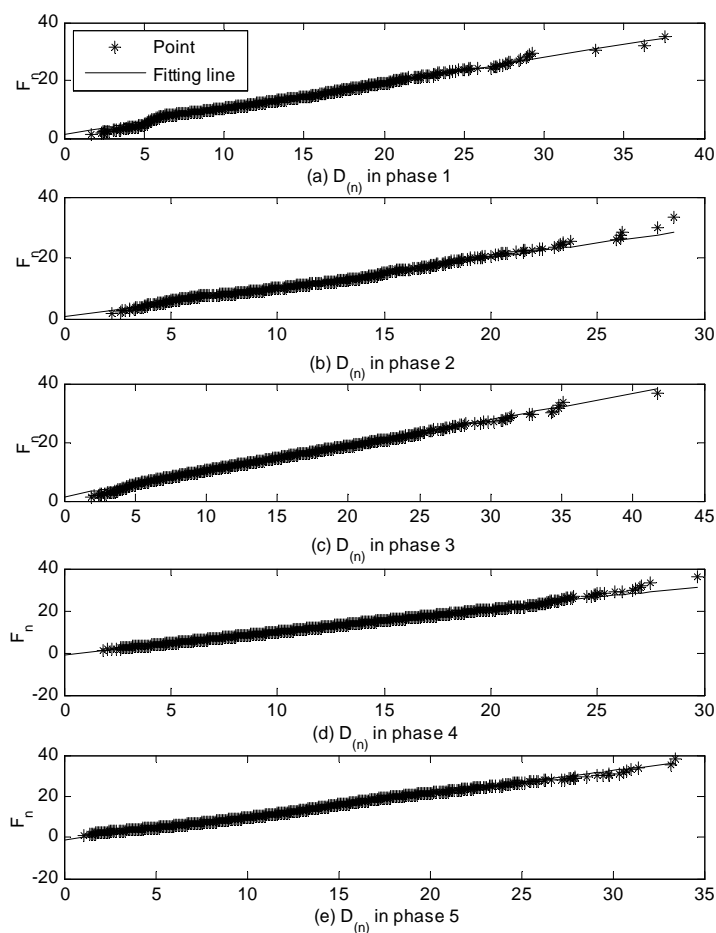 40
20
0
F n
Point
Fitting line
0 5 10 15 20 25 30 35 40
(a) D(n) in phase 1
40
20
0
F n
0 5 10 15 20 25 30
(b) D(n) in phase 2
40
20
0
F n
0 5 10 15 20 25 30 35 40 45
(c) D(n) in phase 3
40
20
0
-20
F n
0 5 10 15 20 25 30
(d) D(n) in phase 4
40
20
0
-20
F n
0 5 10 15 20 25 30 35
(e) D(n) in phase 5